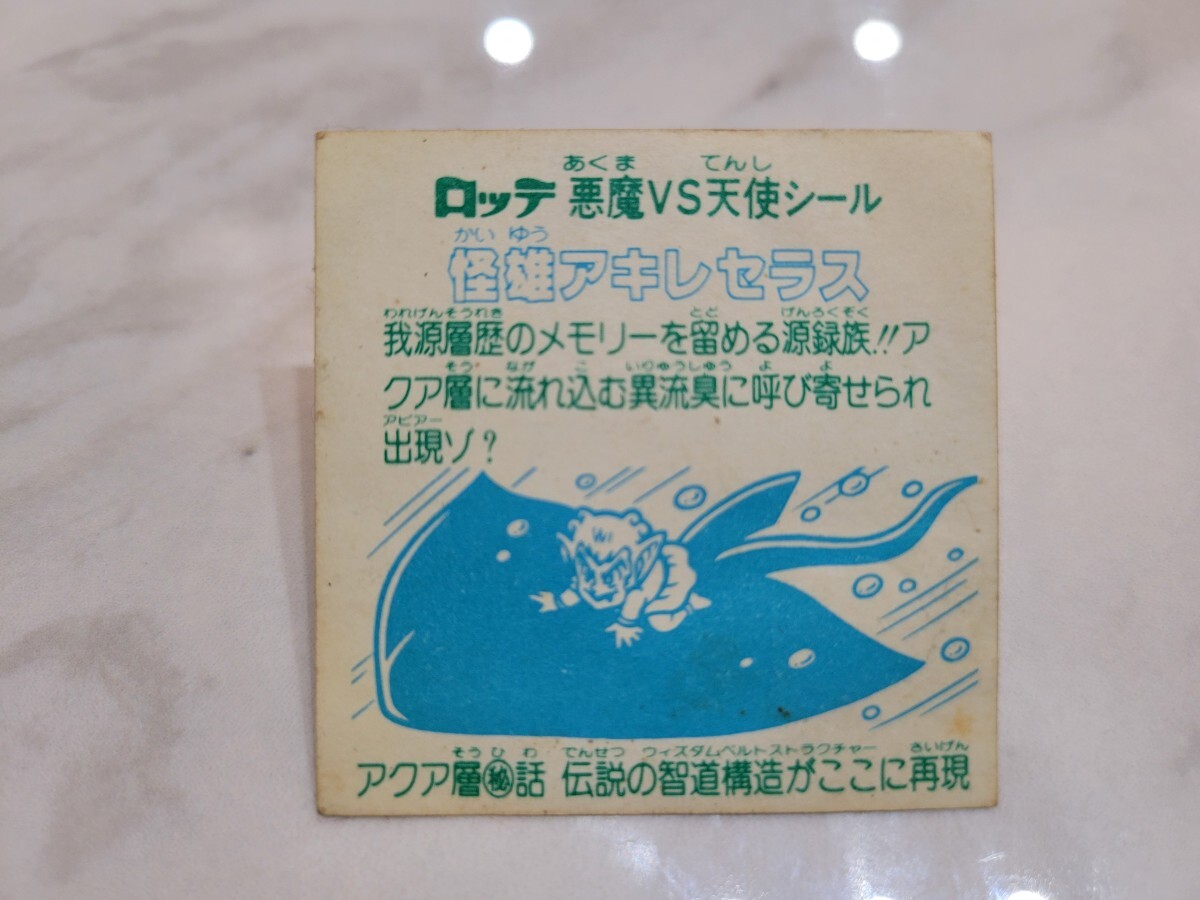 あくま てんし
ロッテ 悪魔VS天使シール
かい ゆう
怪雄アキレセラス
われげんそうれき とど げんろくぞく
我源層歴のメモリーを留める源録族!!ア
そう なが こ いりゅうしゅう よ よ
クア層に流れ込む異流臭に呼び寄せられ
アピアー
出現ゾ?
そう ひ わ でんせつ ウィズダムベルトストラクチャー さいげん
アクア層㊙話 伝説の智道構造がここに再現